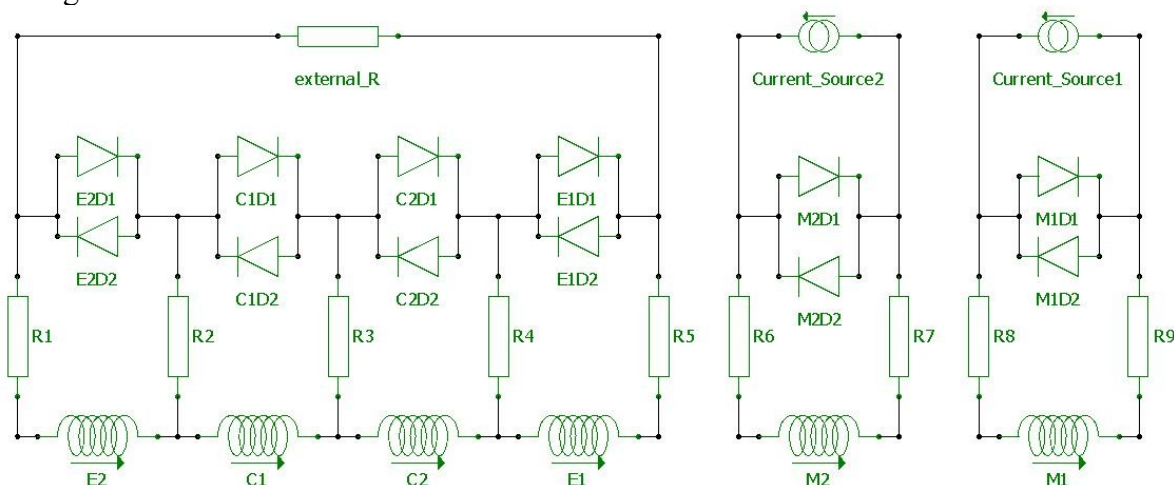 external_R
Current_Source2
Current_Source1
E2D1
C1D1
C2D1
E1D1
M2D1
M1D1
E2D2
C1D2
C2D2
E1D2
M2D2
M1D2
R1
R2
R3
R4
R5
R6
R7
R8
R9
E2
C1
C2
E1
M2
M1